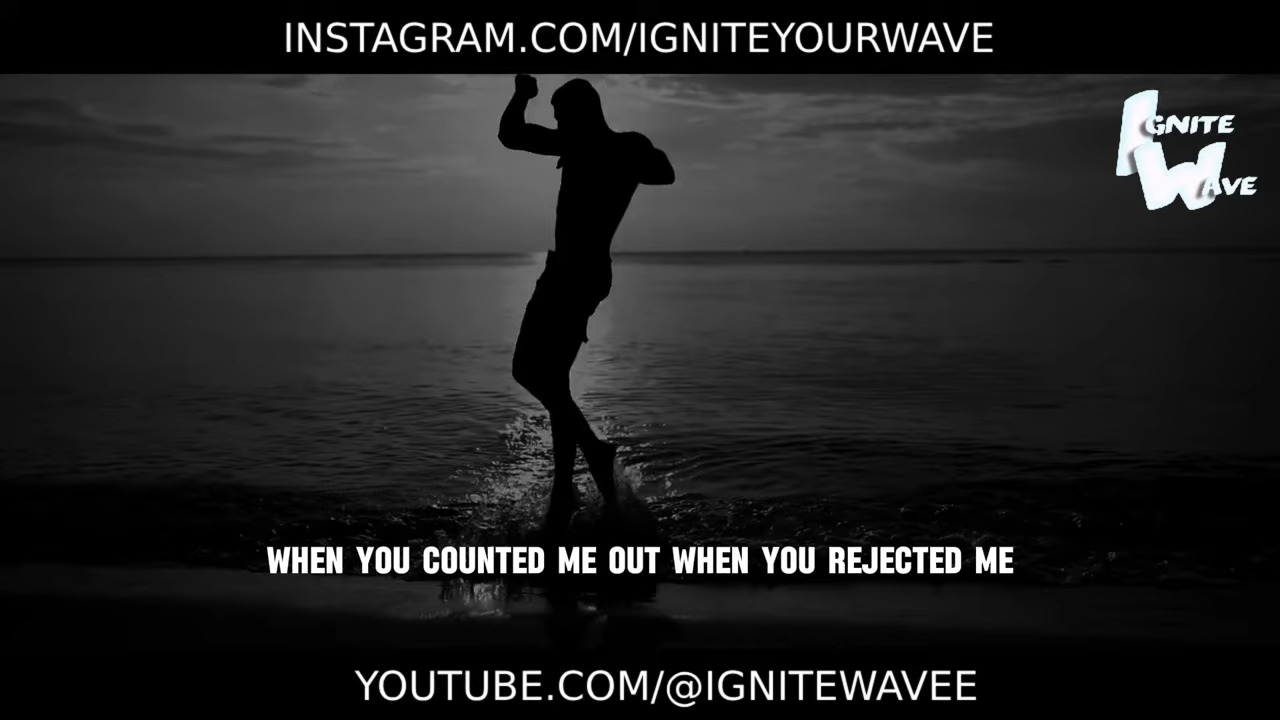 INSTAGRAM.COM/IGNITEYOURWAVE
IGNITE
WAVE
WHEN YOU COUNTED ME OUT WHEN YOU REJECTED ME
YOUTUBE.COM/@IGNITEWAVEE